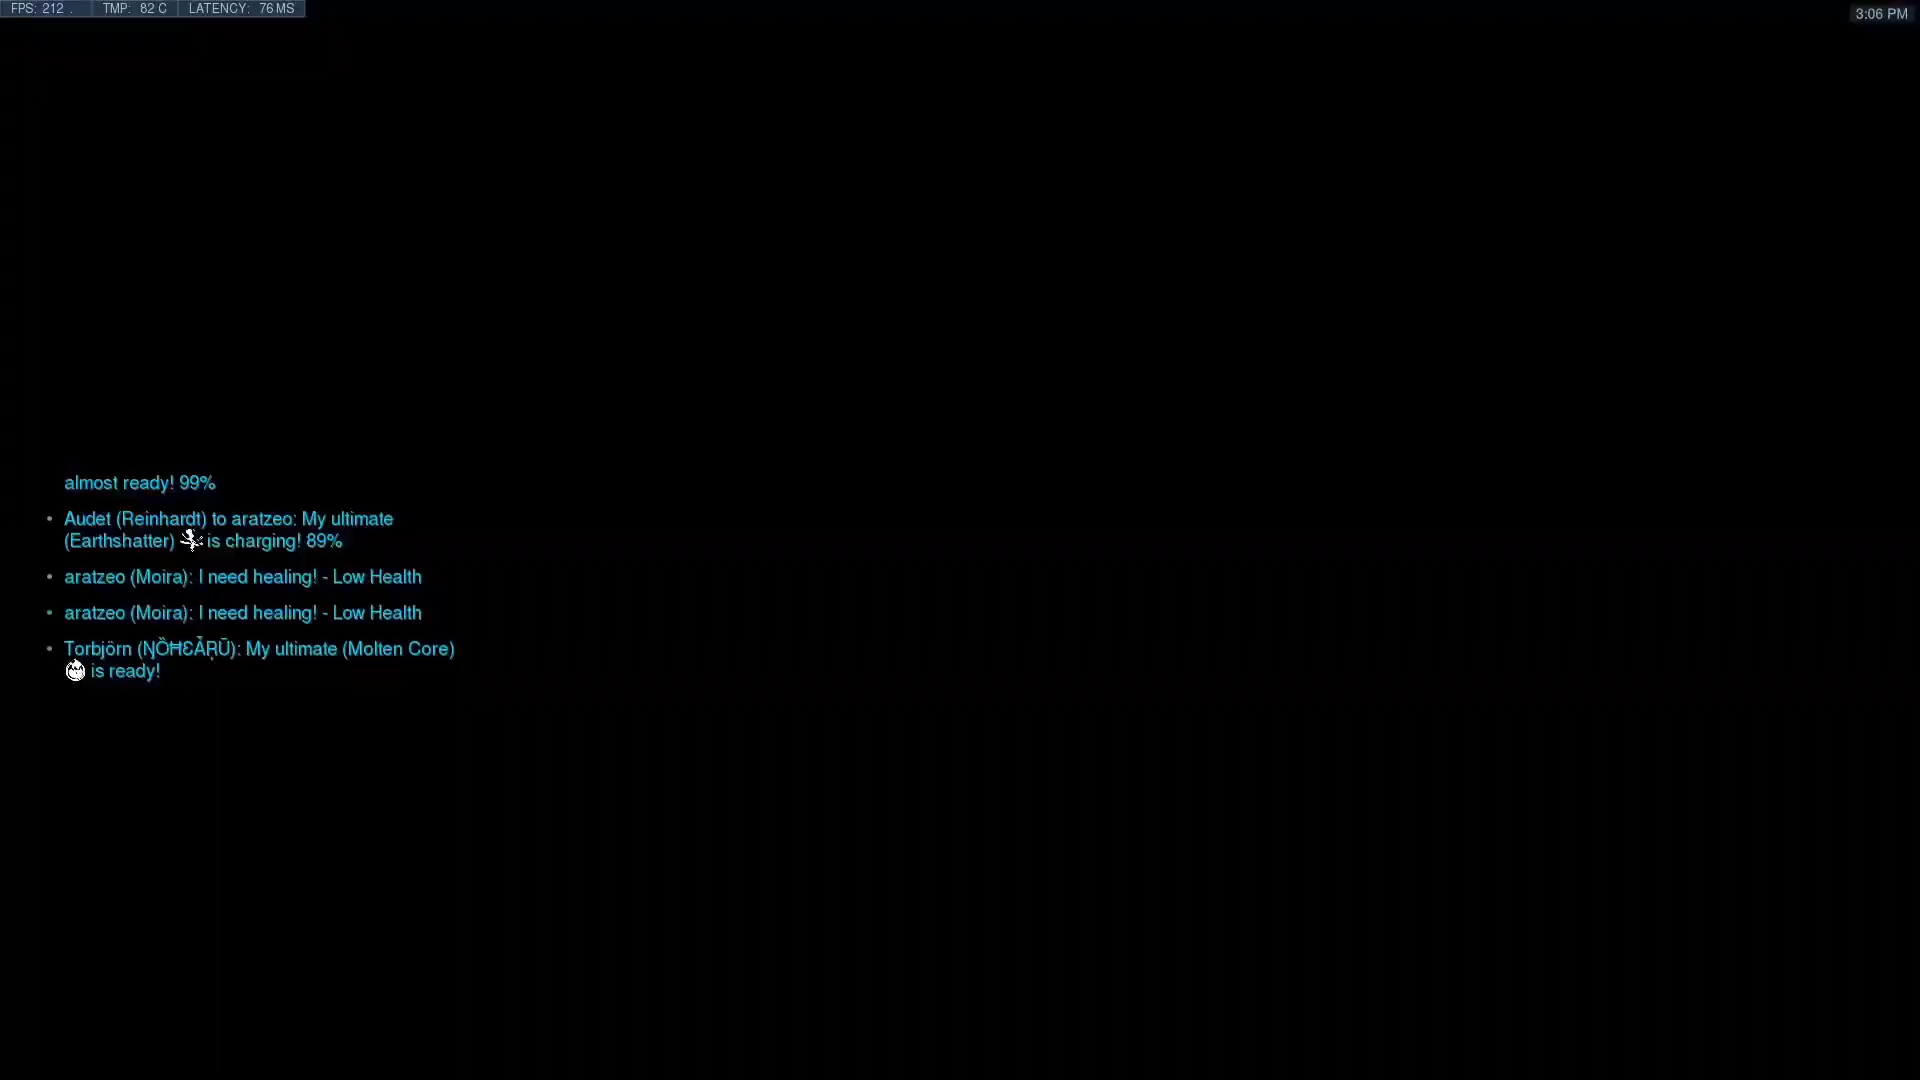 FPS: 212 . TMP: 82 C LATENCY: 76 MS
3:06 PM
almost ready! 99%
Audet (Reinhardt) to aratzeo: My ultimate
(Earthshatter) is charging! 89%
aratzeo (Moira): I need healing! - Low Health
aratzeo (Moira): I need healing! - Low Health
Torbjörn (ŅȌĦƐǠŖŪ): My ultimate (Molten Core)
is ready!